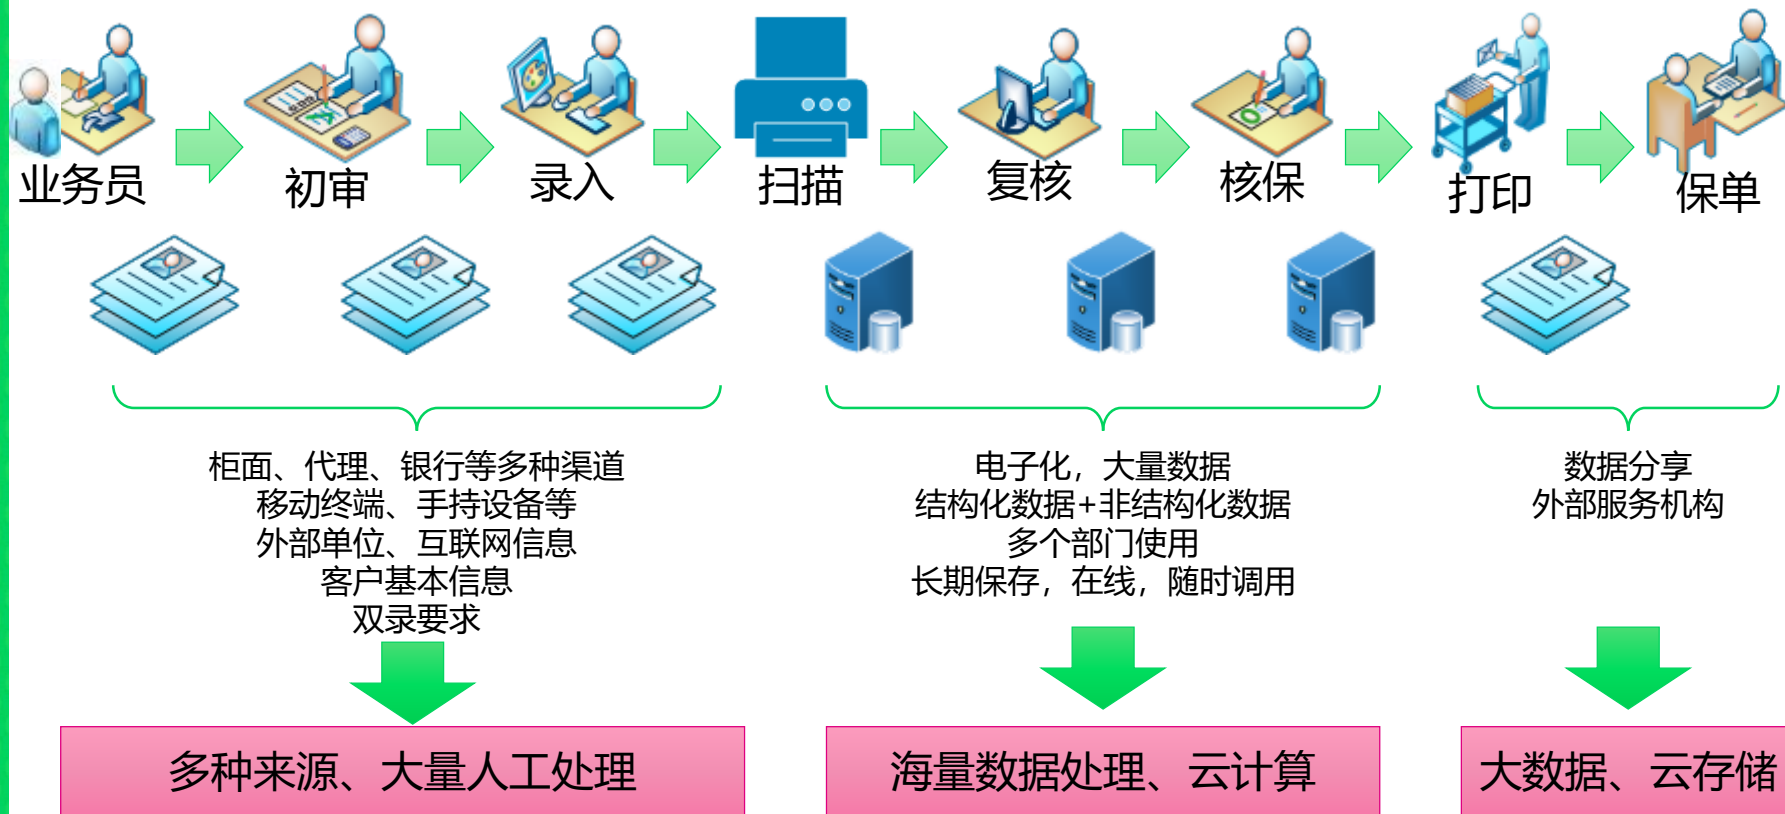 业务员
初审
录入
扫描
复核
核保
打印
保单
柜面、代理、银行等多种渠道
移动终端、手持设备等
外部单位、互联网信息
客户基本信息
双录要求
电子化，大量数据
结构化数据+非结构化数据
多个部门使用
长期保存，在线，随时调用
数据分享
外部服务机构
多种来源、大量人工处理
海量数据处理、云计算
大数据、云存储